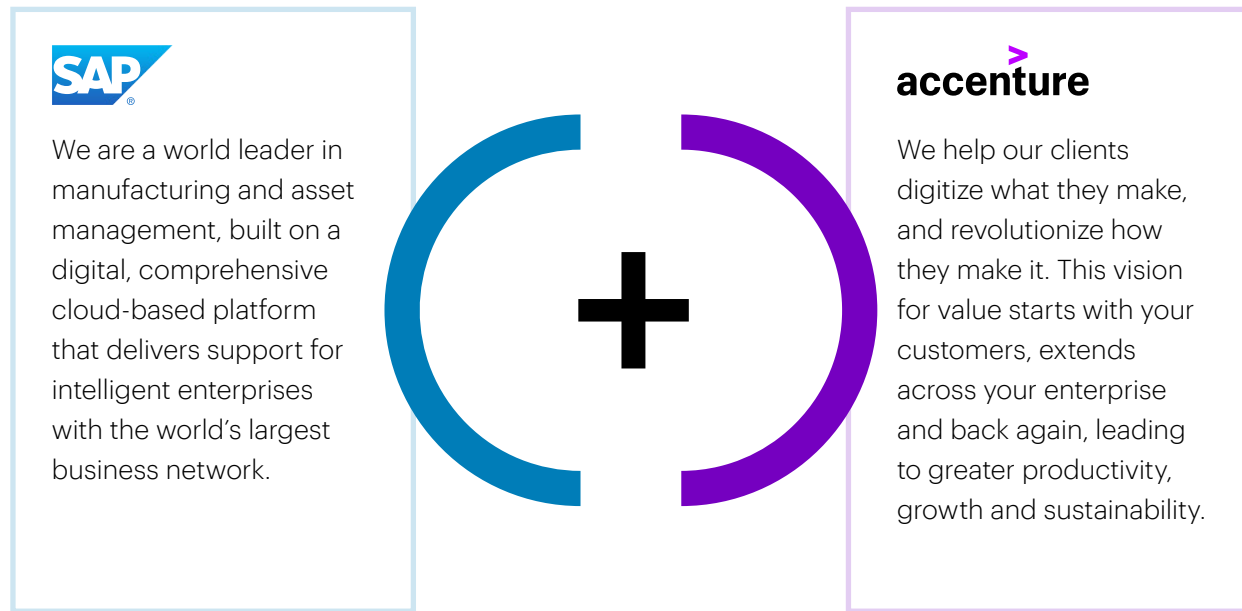 SAP
®
We are a world leader in
manufacturing and asset
management, built on a
digital, comprehensive
cloud-based platform
that delivers support for
intelligent enterprises
with the world’s largest
business network.
+
>
accenture
We help our clients
digitize what they make,
and revolutionize how
they make it. This vision
for value starts with your
customers, extends
across your enterprise
and back again, leading
to greater productivity,
growth and sustainability.